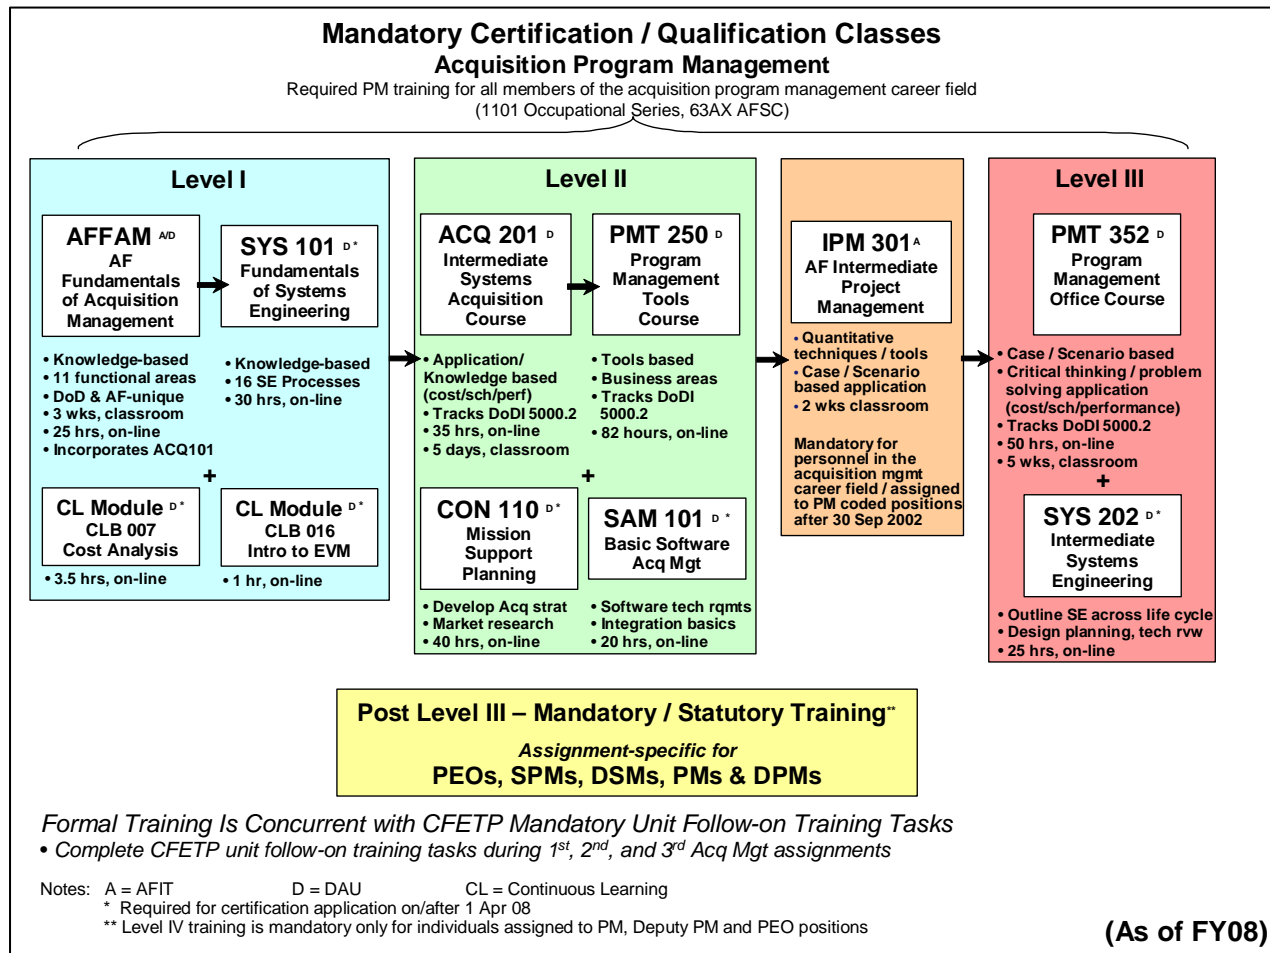 Mandatory Certification / Qualification Classes
Acquisition Program Management
Required PM training for all members of the acquisition program management career field
(1101 Occupational Series, 63AX AFSC)
Level I
AFFAM A/D
AF
Fundamentals
of Acquisition
Management
• Knowledge-based
• 11 functional areas
• DoD & AF-unique
• 3 wks, classroom
• 25 hrs, on-line
• Incorporates ACQ101
SYS 101 D *
Fundamentals
of Systems
Engineering
• Knowledge-based
• 16 SE Processes
• 30 hrs, on-line
+
CL Module D *
CLB 007
Cost Analysis
• 3.5 hrs, on-line
CL Module D *
CLB 016
Intro to EVM
• 1 hr, on-line
Level II
ACQ 201 D
Intermediate
Systems
Acquisition
Course
• Application/
Knowledge based
(cost/sch/perf)
• Tracks DoDI 5000.2
• 35 hrs, on-line
• 5 days, classroom
PMT 250 D
Program
Management
Tools
Course
• Tools based
• Business areas
• Tracks DoDI
5000.2
• 82 hours, on-line
+
CON 110 D *
Mission
Support
Planning
• Develop Acq strat
• Market research
• 40 hrs, on-line
SAM 101 D *
Basic Software
Acq Mgt
• Software tech rqmts
• Integration basics
• 20 hrs, on-line
IPM 301 A
AF Intermediate
Project
Management
• Quantitative
techniques / tools
• Case / Scenario
based application
• 2 wks classroom
Mandatory for
personnel in the
acquisition mgmt
career field / assigned
to PM coded positions
after 30 Sep 2002
Level III
PMT 352 D
Program
Management
Office Course
• Case / Scenario based
• Critical thinking / problem
solving application
(cost/sch/performance)
• Tracks DoDI 5000.2
• 50 hrs, on-line
• 5 wks, classroom
+
SYS 202 D *
Intermediate
Systems
Engineering
• Outline SE across life cycle
• Design planning, tech rvw
• 25 hrs, on-line
Post Level III – Mandatory / Statutory Training**
Assignment-specific for
PEOs, SPMs, DSMs, PMs & DPMs
Formal Training Is Concurrent with CFETP Mandatory Unit Follow-on Training Tasks
• Complete CFETP unit follow-on training tasks during 1st, 2nd, and 3rd Acq Mgt assignments
Notes: A = AFIT D = DAU CL = Continuous Learning
* Required for certification application on/after 1 Apr 08
** Level IV training is mandatory only for individuals assigned to PM, Deputy PM and PEO positions
(As of FY08)